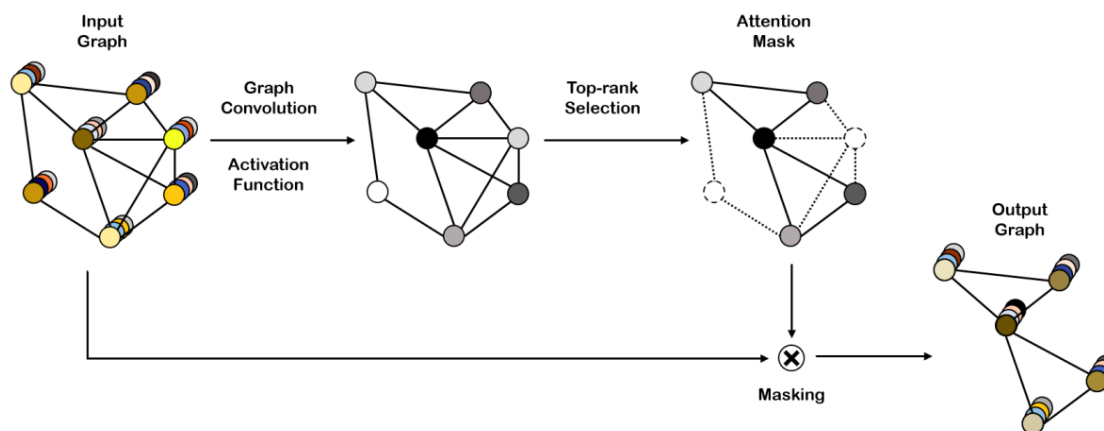 Input
Graph
Graph
Convolution
Activation
Function
Top-rank
Selection
Attention
Mask
Masking
Output
Graph